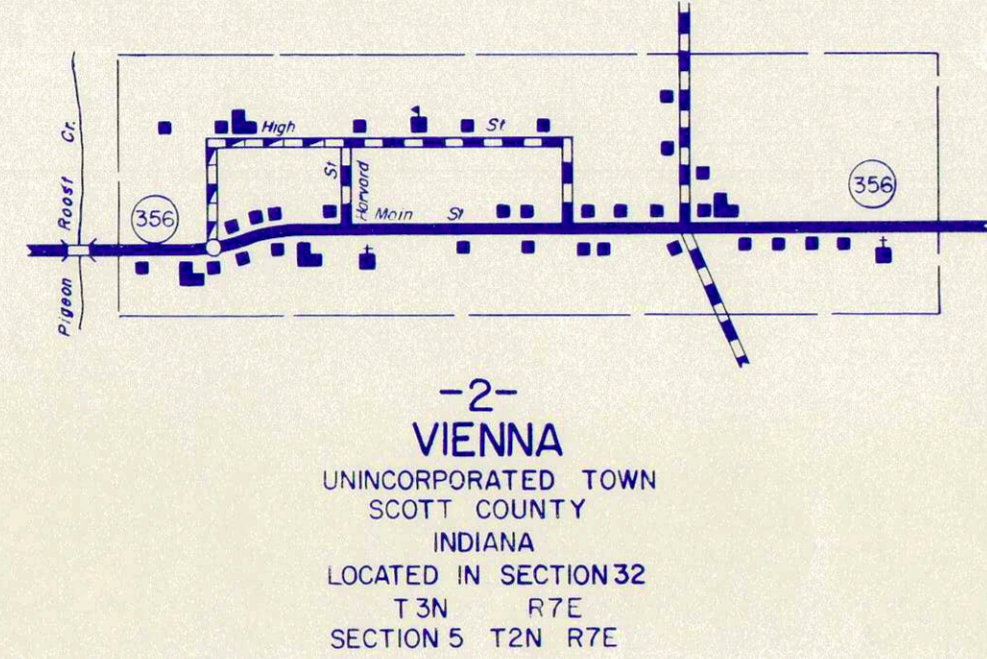 Pigeon Roost Cr.
356
High St
St
Harvard
Main St
356
-2-
VIENNA
UNINCORPORATED TOWN
SCOTT COUNTY
INDIANA
LOCATED IN SECTION 32
T 3N R7E
SECTION 5 T2N R7E